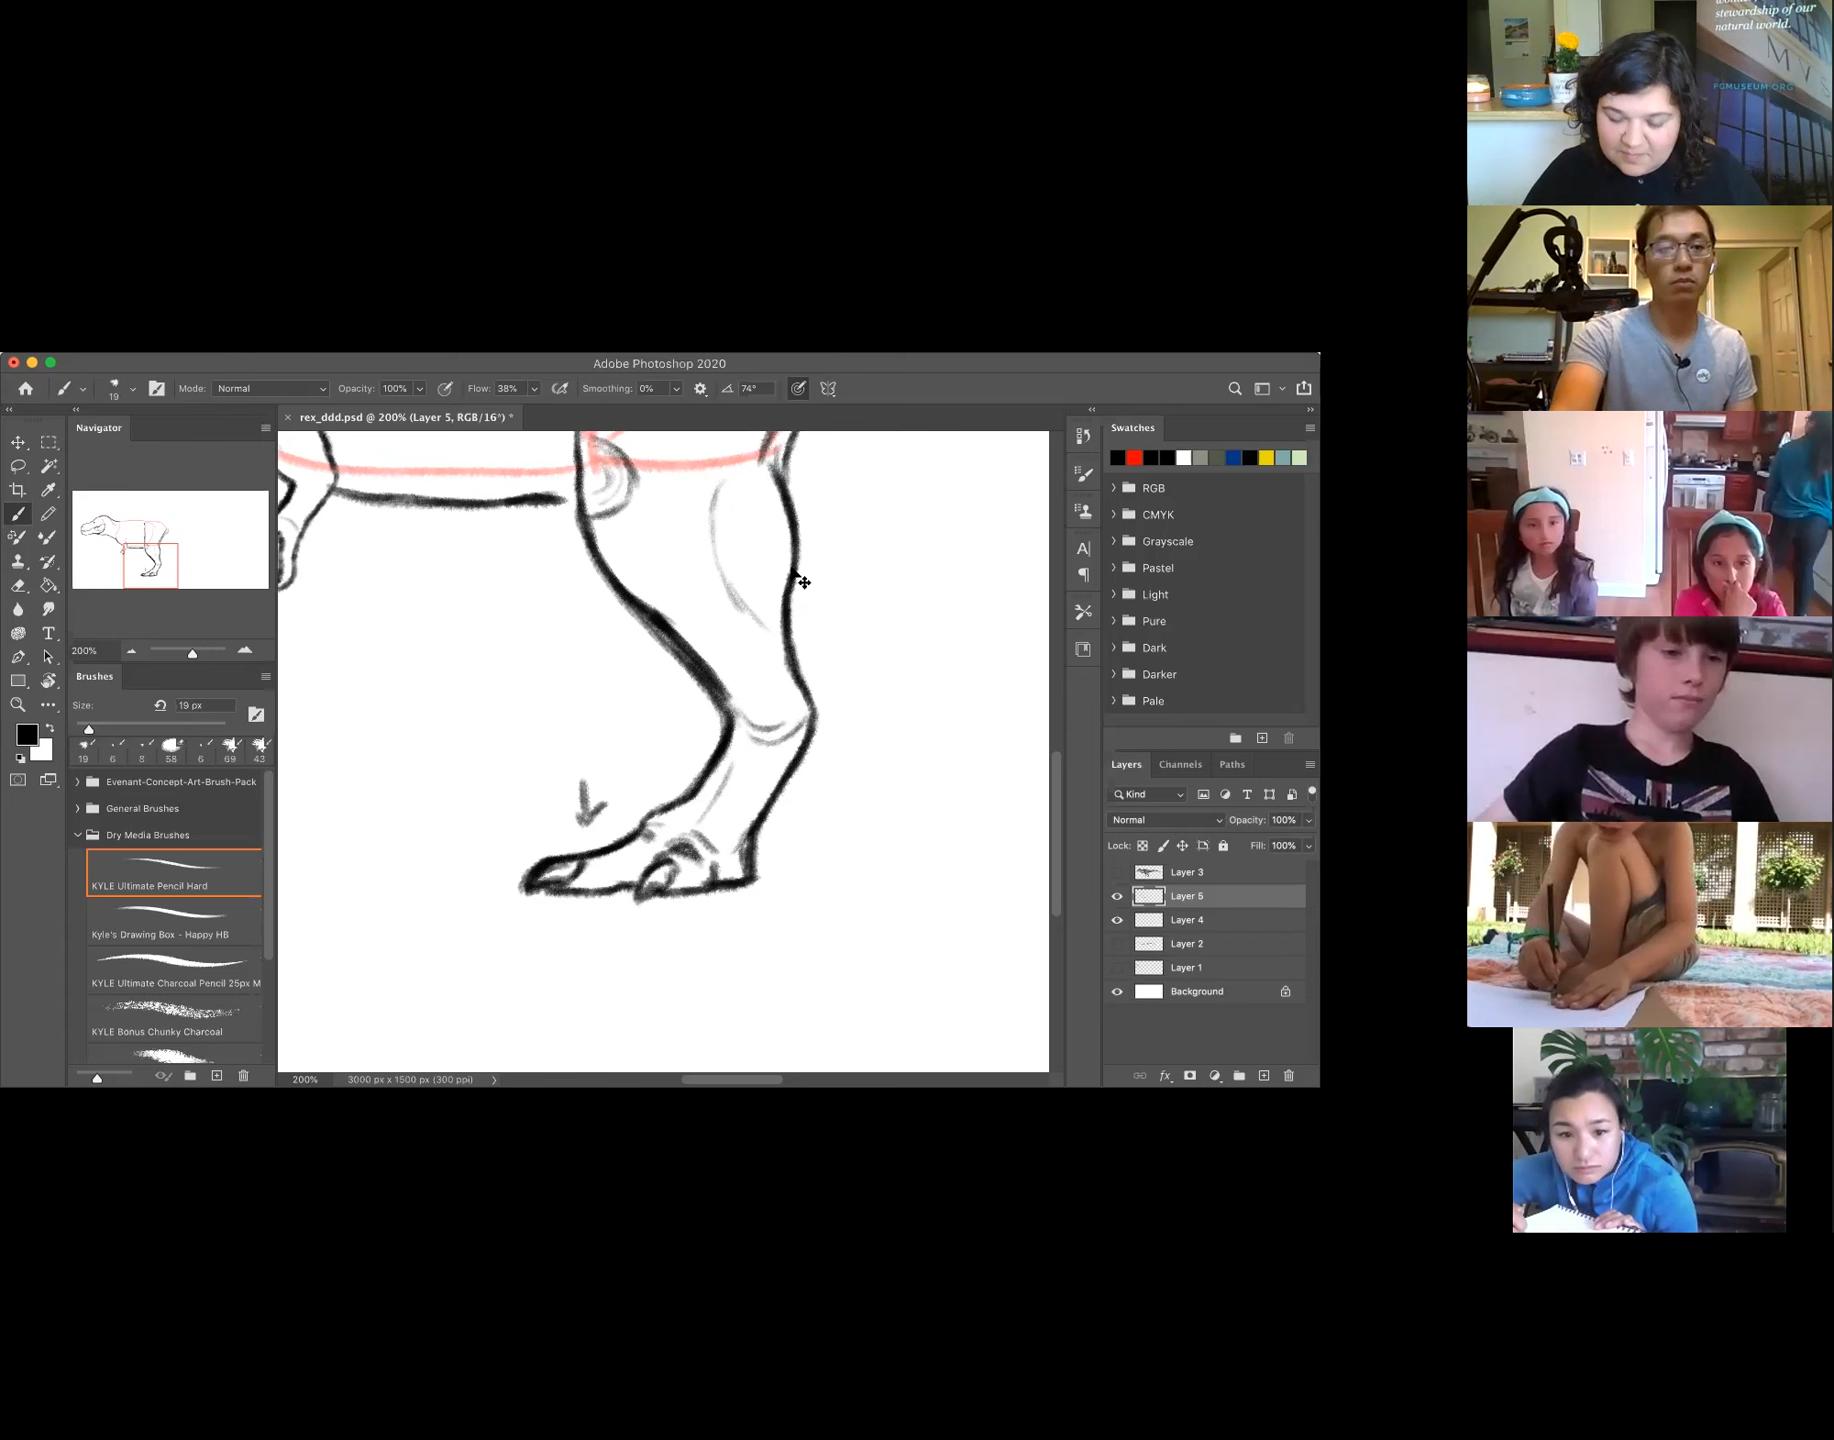 stewardship of our
natural world.
PGMUSEUM.ORG
Adobe Photoshop 2020
19
Mode: Normal
Opacity: 100%
Flow: 38%
Smoothing: 0%
74°
rex_ddd.psd @ 200% (Layer 5, RGB/16*) *
Navigator
200%
Brushes
Size: 19 px
19 6 8 58 6 69 43
Evenant-Concept-Art-Brush-Pack
General Brushes
Dry Media Brushes
KYLE Ultimate Pencil Hard
Kyle's Drawing Box - Happy HB
KYLE Ultimate Charcoal Pencil 25px M
KYLE Bonus Chunky Charcoal
200% 3000 px x 1500 px (300 ppi)
Swatches
RGB
CMYK
Grayscale
Pastel
Light
Pure
Dark
Darker
Pale
Layers Channels Paths
Kind
Normal Opacity: 100%
Lock: Fill: 100%
Layer 3
Layer 5
Layer 4
Layer 2
Layer 1
Background